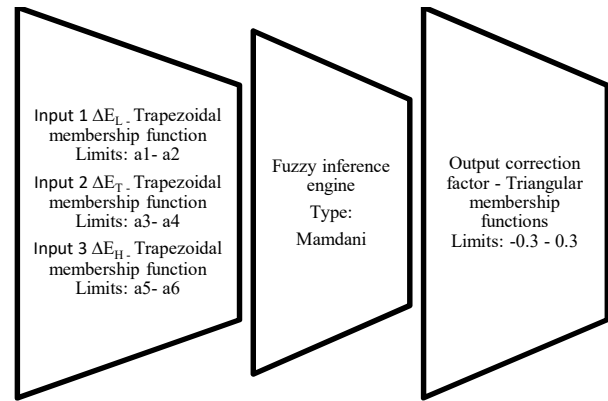 Input 1 ΔE_L - Trapezoidal
membership function
Limits: a1- a2
Input 2 ΔE_T - Trapezoidal
membership function
Limits: a3- a4
Input 3 ΔE_H - Trapezoidal
membership function
Limits: a5- a6
Fuzzy inference
engine
Type:
Mamdani
Output correction
factor - Triangular
membership
functions
Limits: -0.3 - 0.3